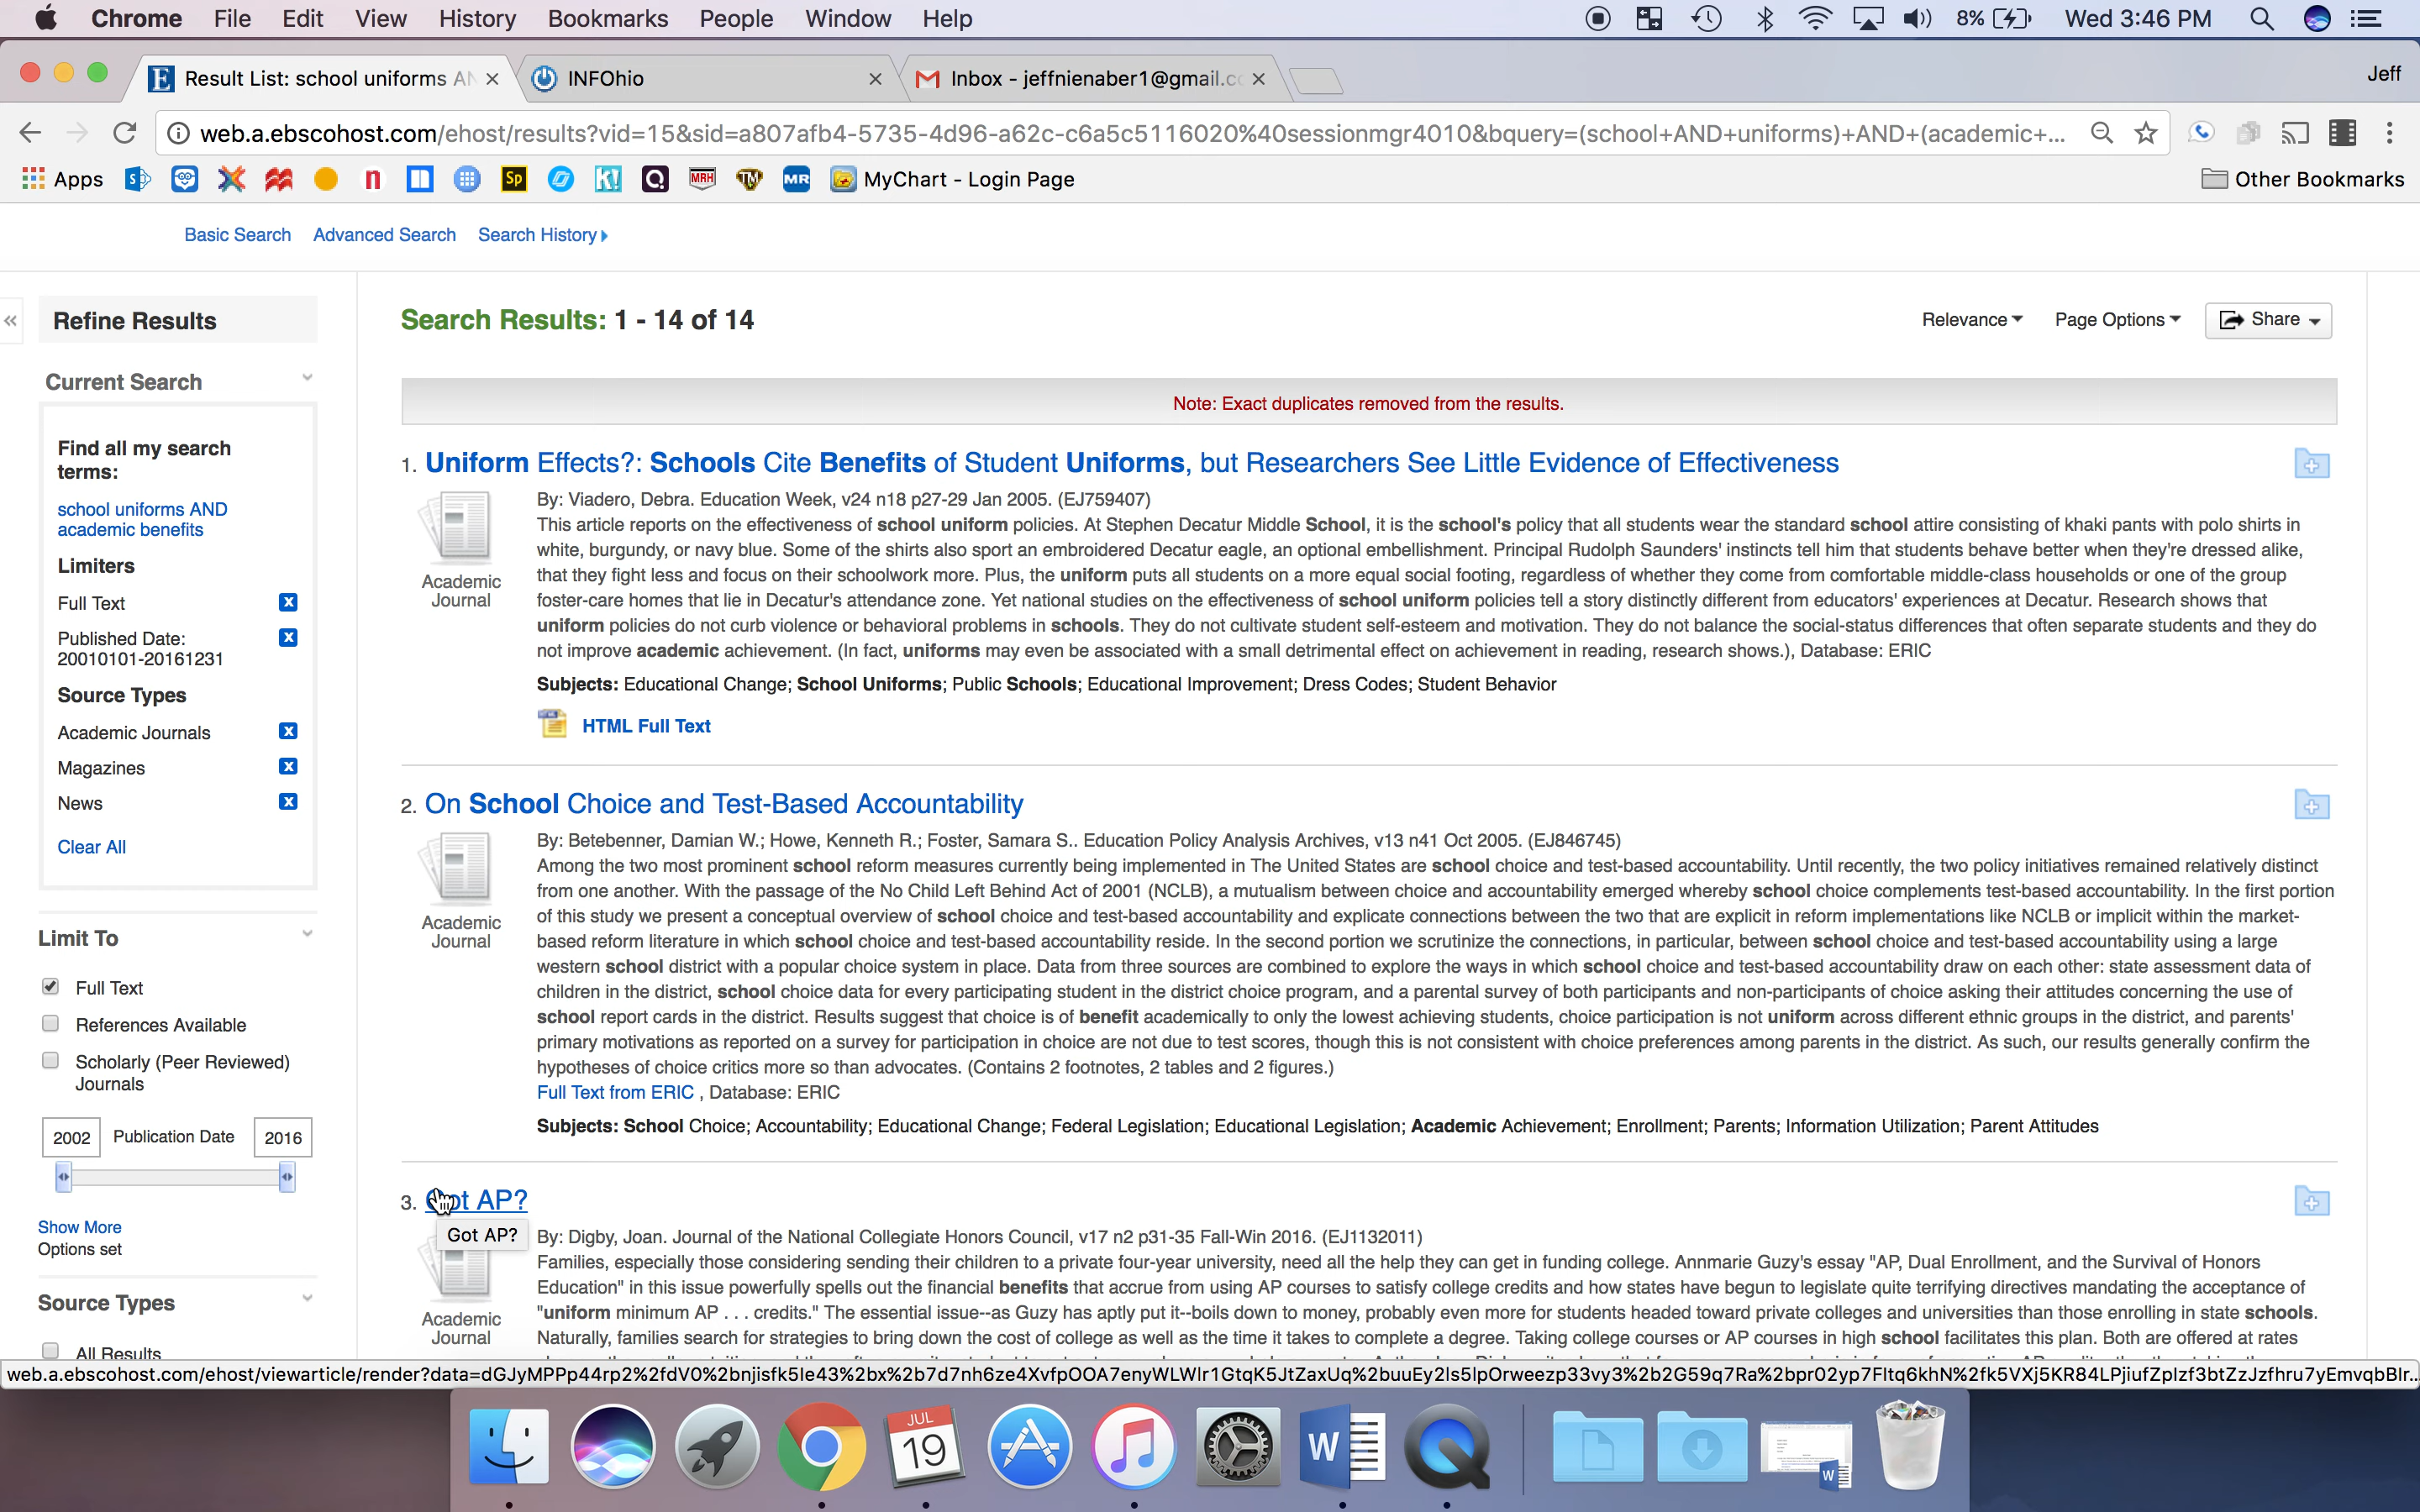 Chrome File Edit View History Bookmarks People Window Help 8% Wed 3:46 PM
Result List: school uniforms AN
INFOhio
Inbox - jeffnienaber1@gmail.c
Jeff
web.a.ebscohost.com/ehost/results?vid=15&sid=a807afb4-5735-4d96-a62c-c6a5c5116020%40sessionmgr4010&bquery=(school+AND+uniforms)+AND+(academic+...
Apps S K! Sp Q MRH TM MR MyChart - Login Page Other Bookmarks
Basic Search Advanced Search Search History
Refine Results
Current Search
Find all my search
terms:
school uniforms AND
academic benefits
Limiters
Full Text
Published Date:
20010101-20161231
Source Types
Academic Journals
Magazines
News
Clear All
Limit To
Full Text
References Available
Scholarly (Peer Reviewed)
Journals
2002 Publication Date 2016
Show More
Options set
Source Types
All Results
Search Results: 1 - 14 of 14
Relevance Page Options Share
Note: Exact duplicates removed from the results.
1. Uniform Effects?: Schools Cite Benefits of Student Uniforms, but Researchers See Little Evidence of Effectiveness
Academic
Journal
By: Viadero, Debra. Education Week, v24 n18 p27-29 Jan 2005. (EJ759407)
This article reports on the effectiveness of school uniform policies. At Stephen Decatur Middle School, it is the school's policy that all students wear the standard school attire consisting of khaki pants with polo shirts in
white, burgundy, or navy blue. Some of the shirts also sport an embroidered Decatur eagle, an optional embellishment. Principal Rudolph Saunders' instincts tell him that students behave better when they're dressed alike,
that they fight less and focus on their schoolwork more. Plus, the uniform puts all students on a more equal social footing, regardless of whether they come from comfortable middle-class households or one of the group
foster-care homes that lie in Decatur's attendance zone. Yet national studies on the effectiveness of school uniform policies tell a story distinctly different from educators' experiences at Decatur. Research shows that
uniform policies do not curb violence or behavioral problems in schools. They do not cultivate student self-esteem and motivation. They do not balance the social-status differences that often separate students and they do
not improve academic achievement. (In fact, uniforms may even be associated with a small detrimental effect on achievement in reading, research shows.), Database: ERIC
Subjects: Educational Change; School Uniforms; Public Schools; Educational Improvement; Dress Codes; Student Behavior
HTML Full Text
2. On School Choice and Test-Based Accountability
Academic
Journal
By: Betebenner, Damian W.; Howe, Kenneth R.; Foster, Samara S.. Education Policy Analysis Archives, v13 n41 Oct 2005. (EJ846745)
Among the two most prominent school reform measures currently being implemented in The United States are school choice and test-based accountability. Until recently, the two policy initiatives remained relatively distinct
from one another. With the passage of the No Child Left Behind Act of 2001 (NCLB), a mutualism between choice and accountability emerged whereby school choice complements test-based accountability. In the first portion
of this study we present a conceptual overview of school choice and test-based accountability and explicate connections between the two that are explicit in reform implementations like NCLB or implicit within the market-
based reform literature in which school choice and test-based accountability reside. In the second portion we scrutinize the connections, in particular, between school choice and test-based accountability using a large
western school district with a popular choice system in place. Data from three sources are combined to explore the ways in which school choice and test-based accountability draw on each other: state assessment data of
children in the district, school choice data for every participating student in the district choice program, and a parental survey of both participants and non-participants of choice asking their attitudes concerning the use of
school report cards in the district. Results suggest that choice is of benefit academically to only the lowest achieving students, choice participation is not uniform across different ethnic groups in the district, and parents'
primary motivations as reported on a survey for participation in choice are not due to test scores, though this is not consistent with choice preferences among parents in the district. As such, our results generally confirm the
hypotheses of choice critics more so than advocates. (Contains 2 footnotes, 2 tables and 2 figures.)
Full Text from ERIC , Database: ERIC
Subjects: School Choice; Accountability; Educational Change; Federal Legislation; Educational Legislation; Academic Achievement; Enrollment; Parents; Information Utilization; Parent Attitudes
3. Got AP?
Got AP?
Academic
Journal
By: Digby, Joan. Journal of the National Collegiate Honors Council, v17 n2 p31-35 Fall-Win 2016. (EJ1132011)
Families, especially those considering sending their children to a private four-year university, need all the help they can get in funding college. Annmarie Guzy's essay "AP, Dual Enrollment, and the Survival of Honors
Education" in this issue powerfully spells out the financial benefits that accrue from using AP courses to satisfy college credits and how states have begun to legislate quite terrifying directives mandating the acceptance of
"uniform minimum AP . . . credits." The essential issue--as Guzy has aptly put it--boils down to money, probably even more for students headed toward private colleges and universities than those enrolling in state schools.
Naturally, families search for strategies to bring down the cost of college as well as the time it takes to complete a degree. Taking college courses or AP courses in high school facilitates this plan. Both are offered at rates
JUL
19
W
W